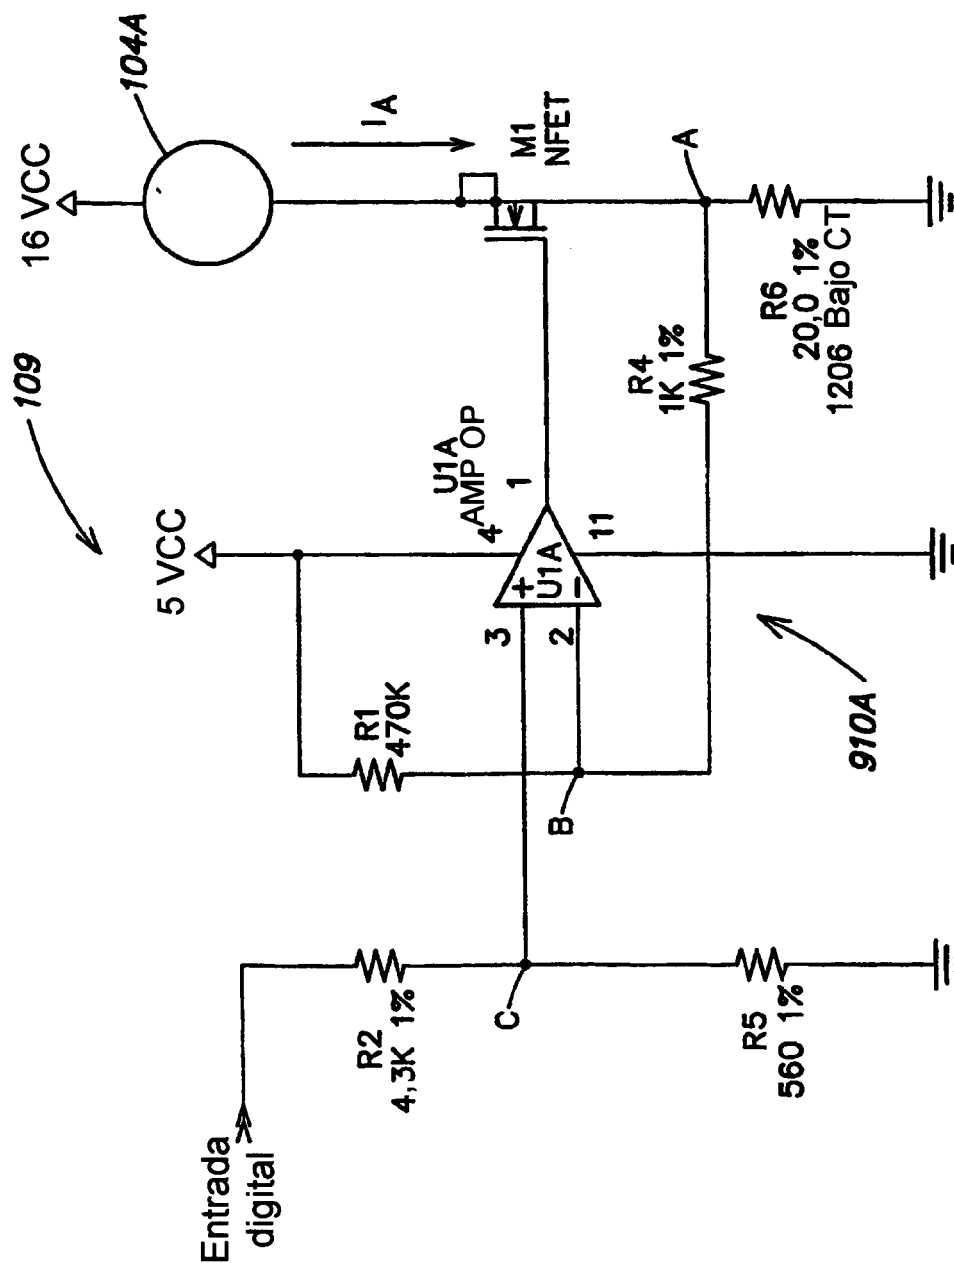 Entrada
digital
R2
4,3K 1%
C
R5
560 1%
5 VCC
109
R1
470K
B
3
2
+
−
U1A
4
11
1
U1A
AMP OP
910A
R4
1K 1%
16 VCC
104A
IA
M1
NFET
A
R6
20,0 1%
1206 Bajo CT